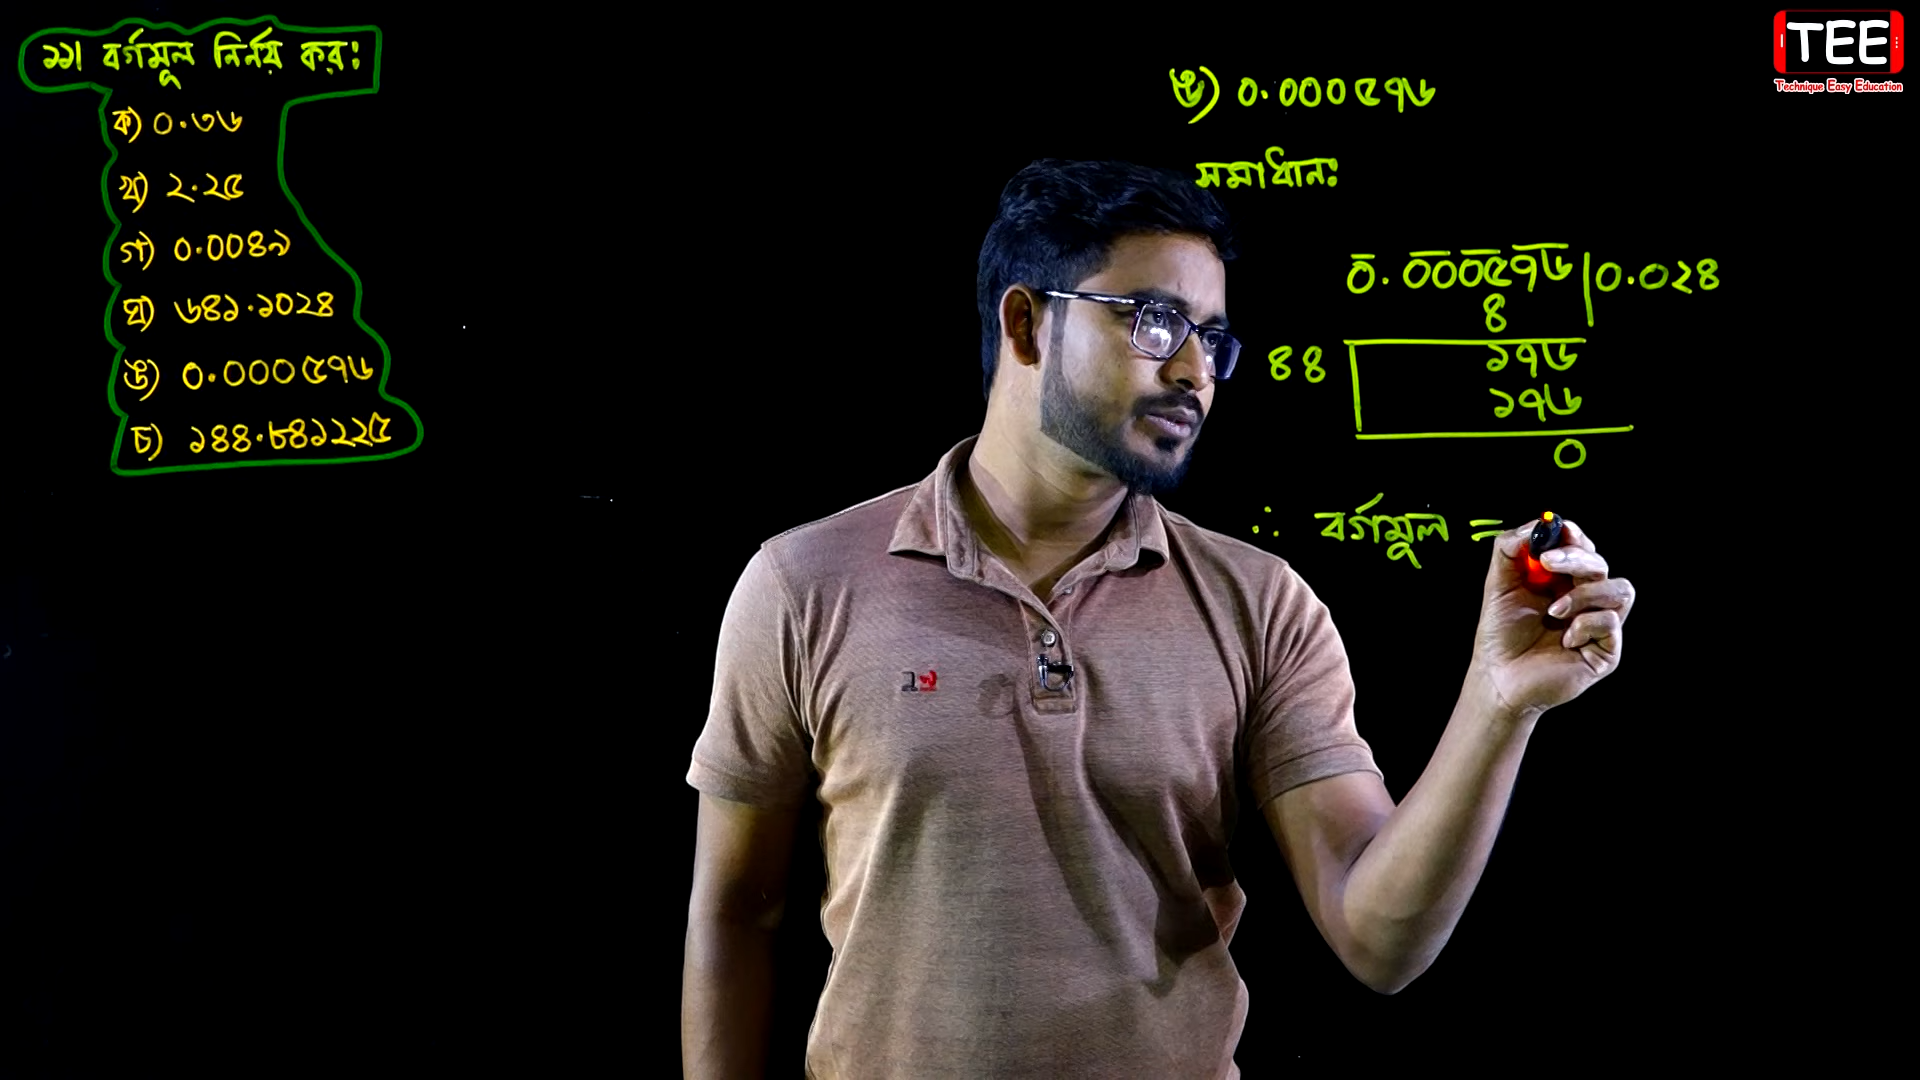 ১১। বর্গমূল নির্নয় কর:
ক) ০.৩৬
খ) ২.২৫
গ) ০.০০৪৯
ঘ) ৬৪১.১০২৪
ঙ) ০.০০০৫৭৬
চ) ১৪৪.৮৪১২২৫
ঙ) ০.০০০৫৭৬
সমাধান:
০.০০০৫৭৬ | ০.০২৪
৪
৪৪ ১৭৬
১৭৬
০
∴ বর্গমূল =
TEE
Technique Easy Education